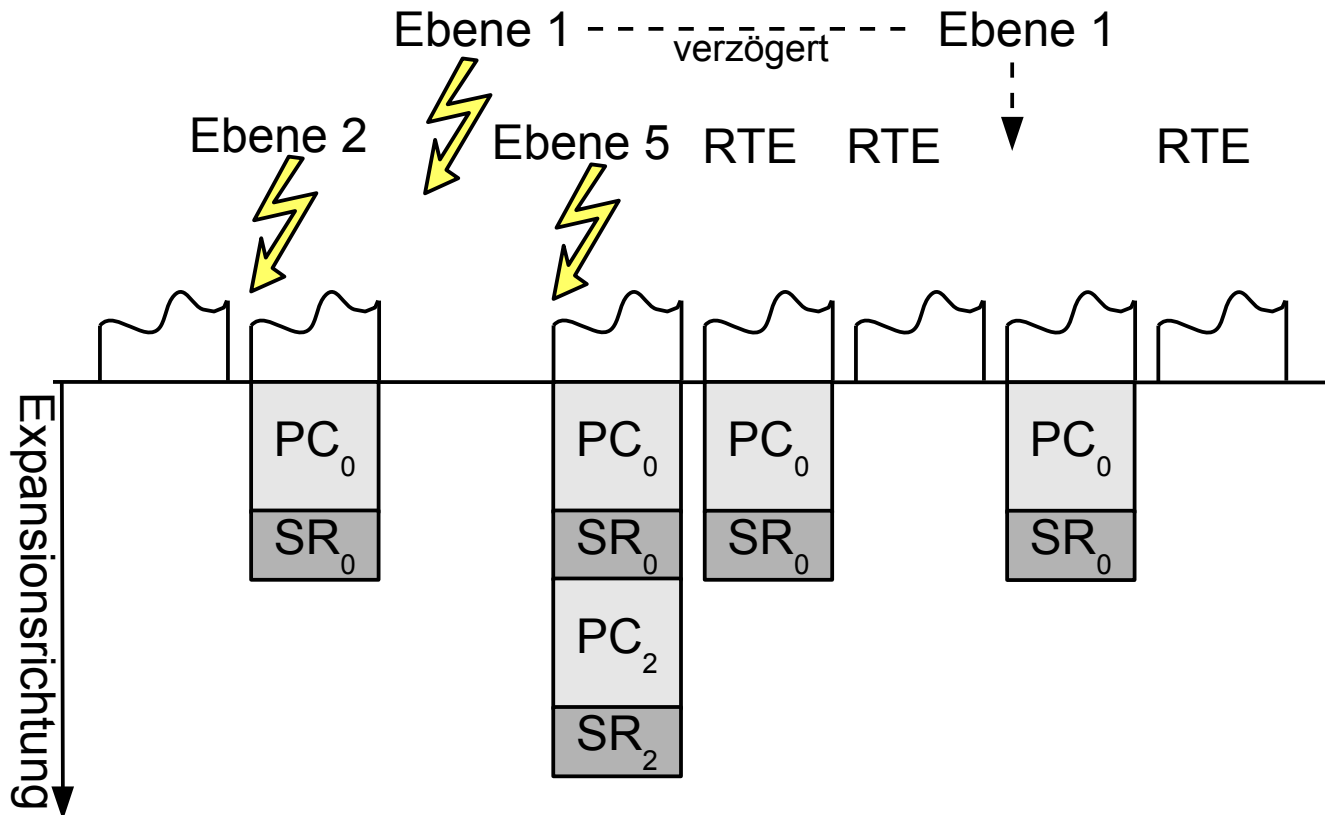 Ebene 1 verzögert Ebene 1
Ebene 2 Ebene 5 RTE RTE RTE
PC0 PC0 PC0 PC0
SR0 SR0 SR0 SR0
PC2
SR2
Expansionsrichtung